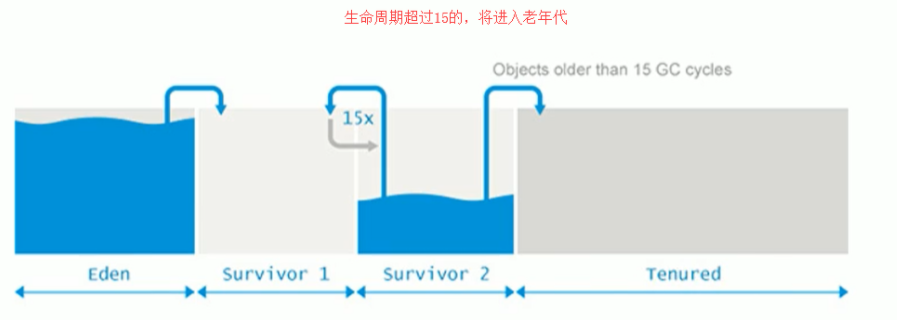 生命周期超过15的，将进入老年代
Objects older than 15 GC cycles
15x
Eden
Survivor 1
Survivor 2
Tenured